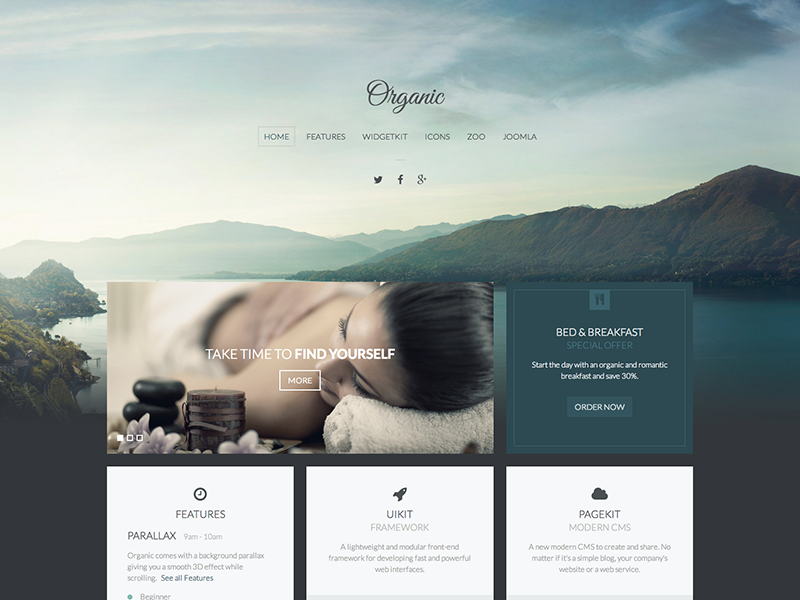 Organic
HOME FEATURES WIDGETKIT ICONS ZOO JOOMLA
TAKE TIME TO FIND YOURSELF
MORE
BED & BREAKFAST
SPECIAL OFFER
Start the day with an organic and romantic
breakfast and save 30%.
ORDER NOW
FEATURES
PARALLAX 9am - 10am
Organic comes with a background parallax
giving you a smooth 3D effect while
scrolling. See all Features
Beginner
UIKIT
FRAMEWORK
A lightweight and modular front-end
framework for developing fast and powerful
web interfaces.
PAGEKIT
MODERN CMS
A new modern CMS to create and share. No
matter if it's a simple blog, your company's
website or a web service.